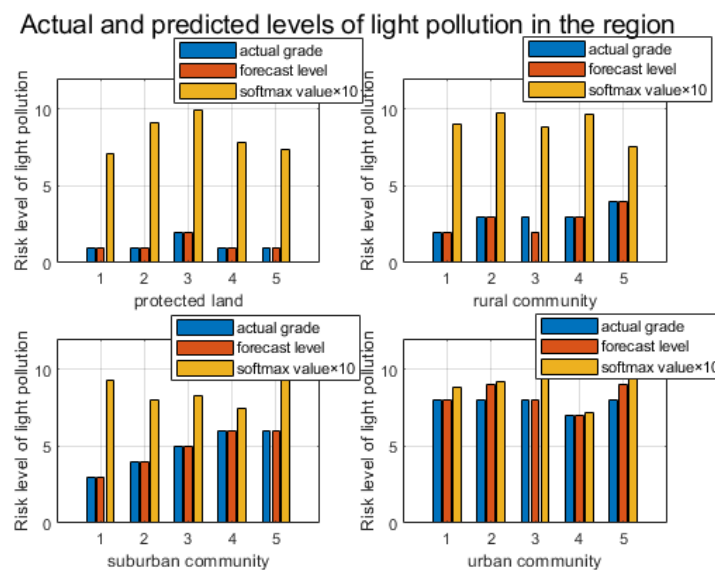 Actual and predicted levels of light pollution in the region
actual grade
forecast level
softmax value×10
Risk level of light pollution
10
5
0
1 2 3 4 5
protected land
actual grade
forecast level
softmax value×10
Risk level of light pollution
10
5
0
1 2 3 4 5
rural community
actual grade
forecast level
softmax value×10
Risk level of light pollution
10
5
0
1 2 3 4 5
suburban community
actual grade
forecast level
softmax value×10
Risk level of light pollution
10
5
0
1 2 3 4 5
urban community